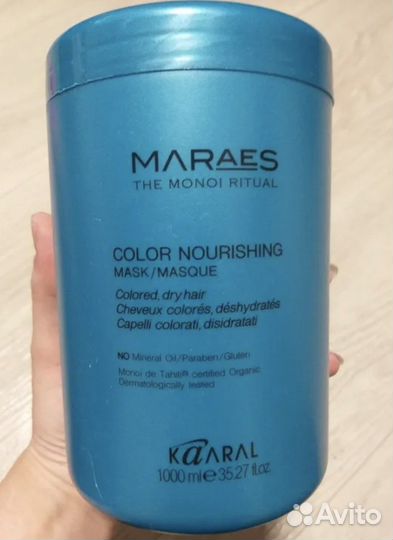 MARAES
THE MONOI RITUAL
COLOR NOURISHING
MASK/MASQUE
Colored, dry hair
Cheveux colorés, déshydratés
Capelli colorati, disidratati
NO Mineral Oil/Paraben/Gluten
Monoi de Tahiti® certified Organic
Dermatologically tested
KAARAL
1000 ml e 35.27 fl.oz
Avito